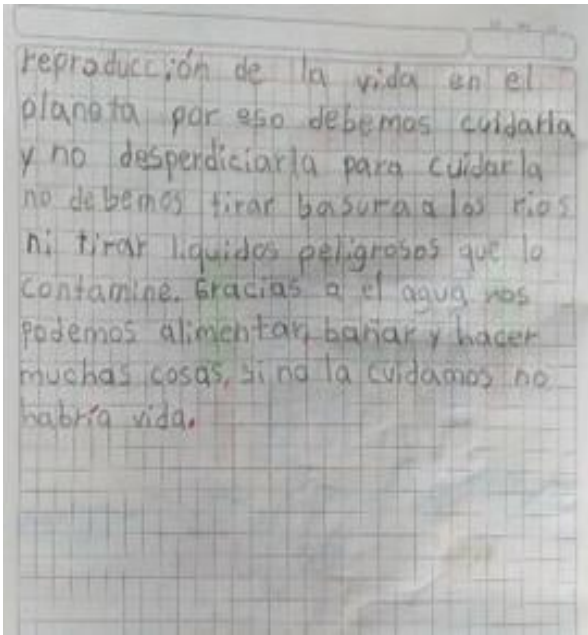 reproducción de la vida en el
planeta por eso debemos cuidarla
y no desperdiciarla para cuidarla
no debemos tirar basura a los rios
ni tirar liquidos peligrosos que lo
contamine. Gracias a el agua nos
podemos alimentar, bañar y hacer
muchas cosas, si no la cuidamos no
habría vida.